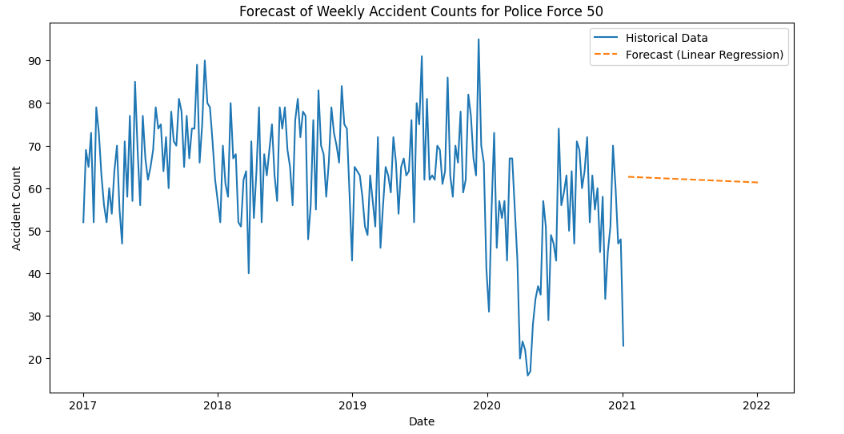 Forecast of Weekly Accident Counts for Police Force 50
Historical Data
Forecast (Linear Regression)
Accident Count
90
80
70
60
50
40
30
20
2017 2018 2019 2020 2021 2022
Date